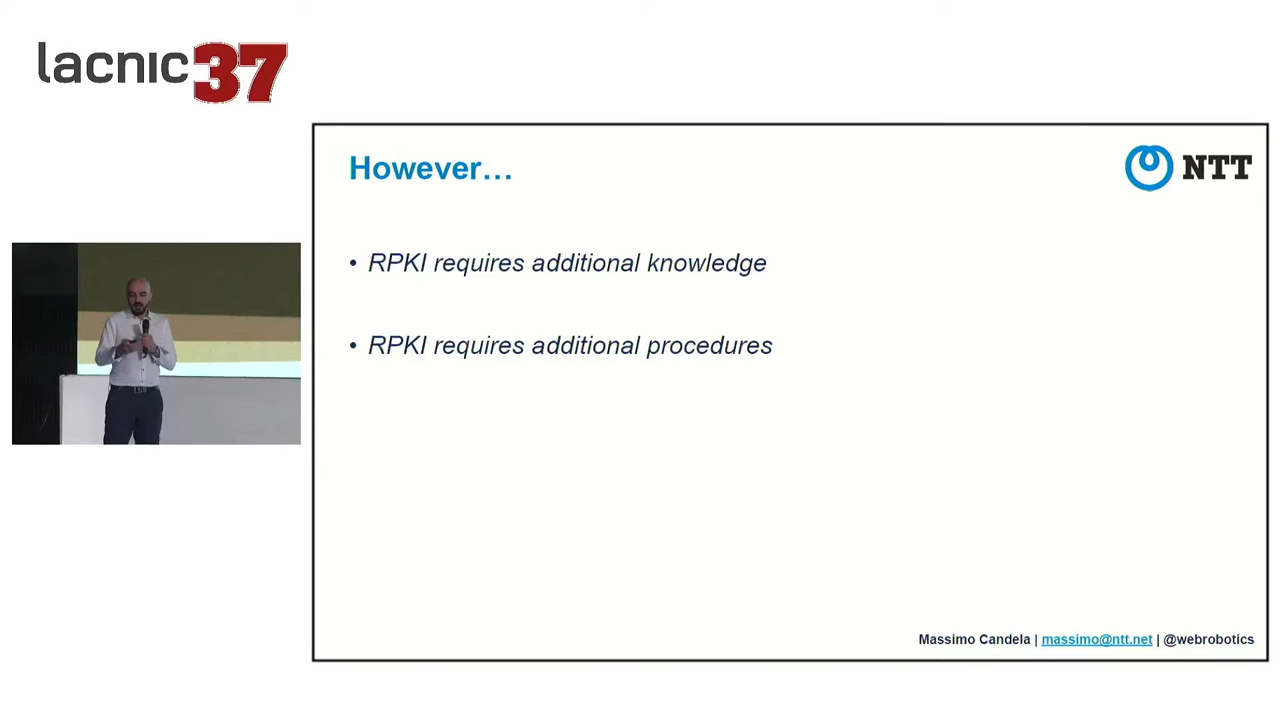 lacnic37
However…
NTT
• RPKI requires additional knowledge
• RPKI requires additional procedures
Massimo Candela | massimo@ntt.net | @webrobotics